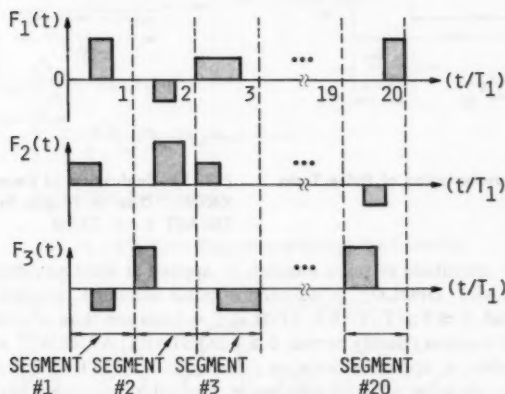 F₁(t)
...
0 1 2 3 19 20 (t/T₁)
F₂(t)
...
(t/T₁)
F₃(t)
(t/T₁)
SEGMENT SEGMENT SEGMENT SEGMENT
#1 #2 #3 #20